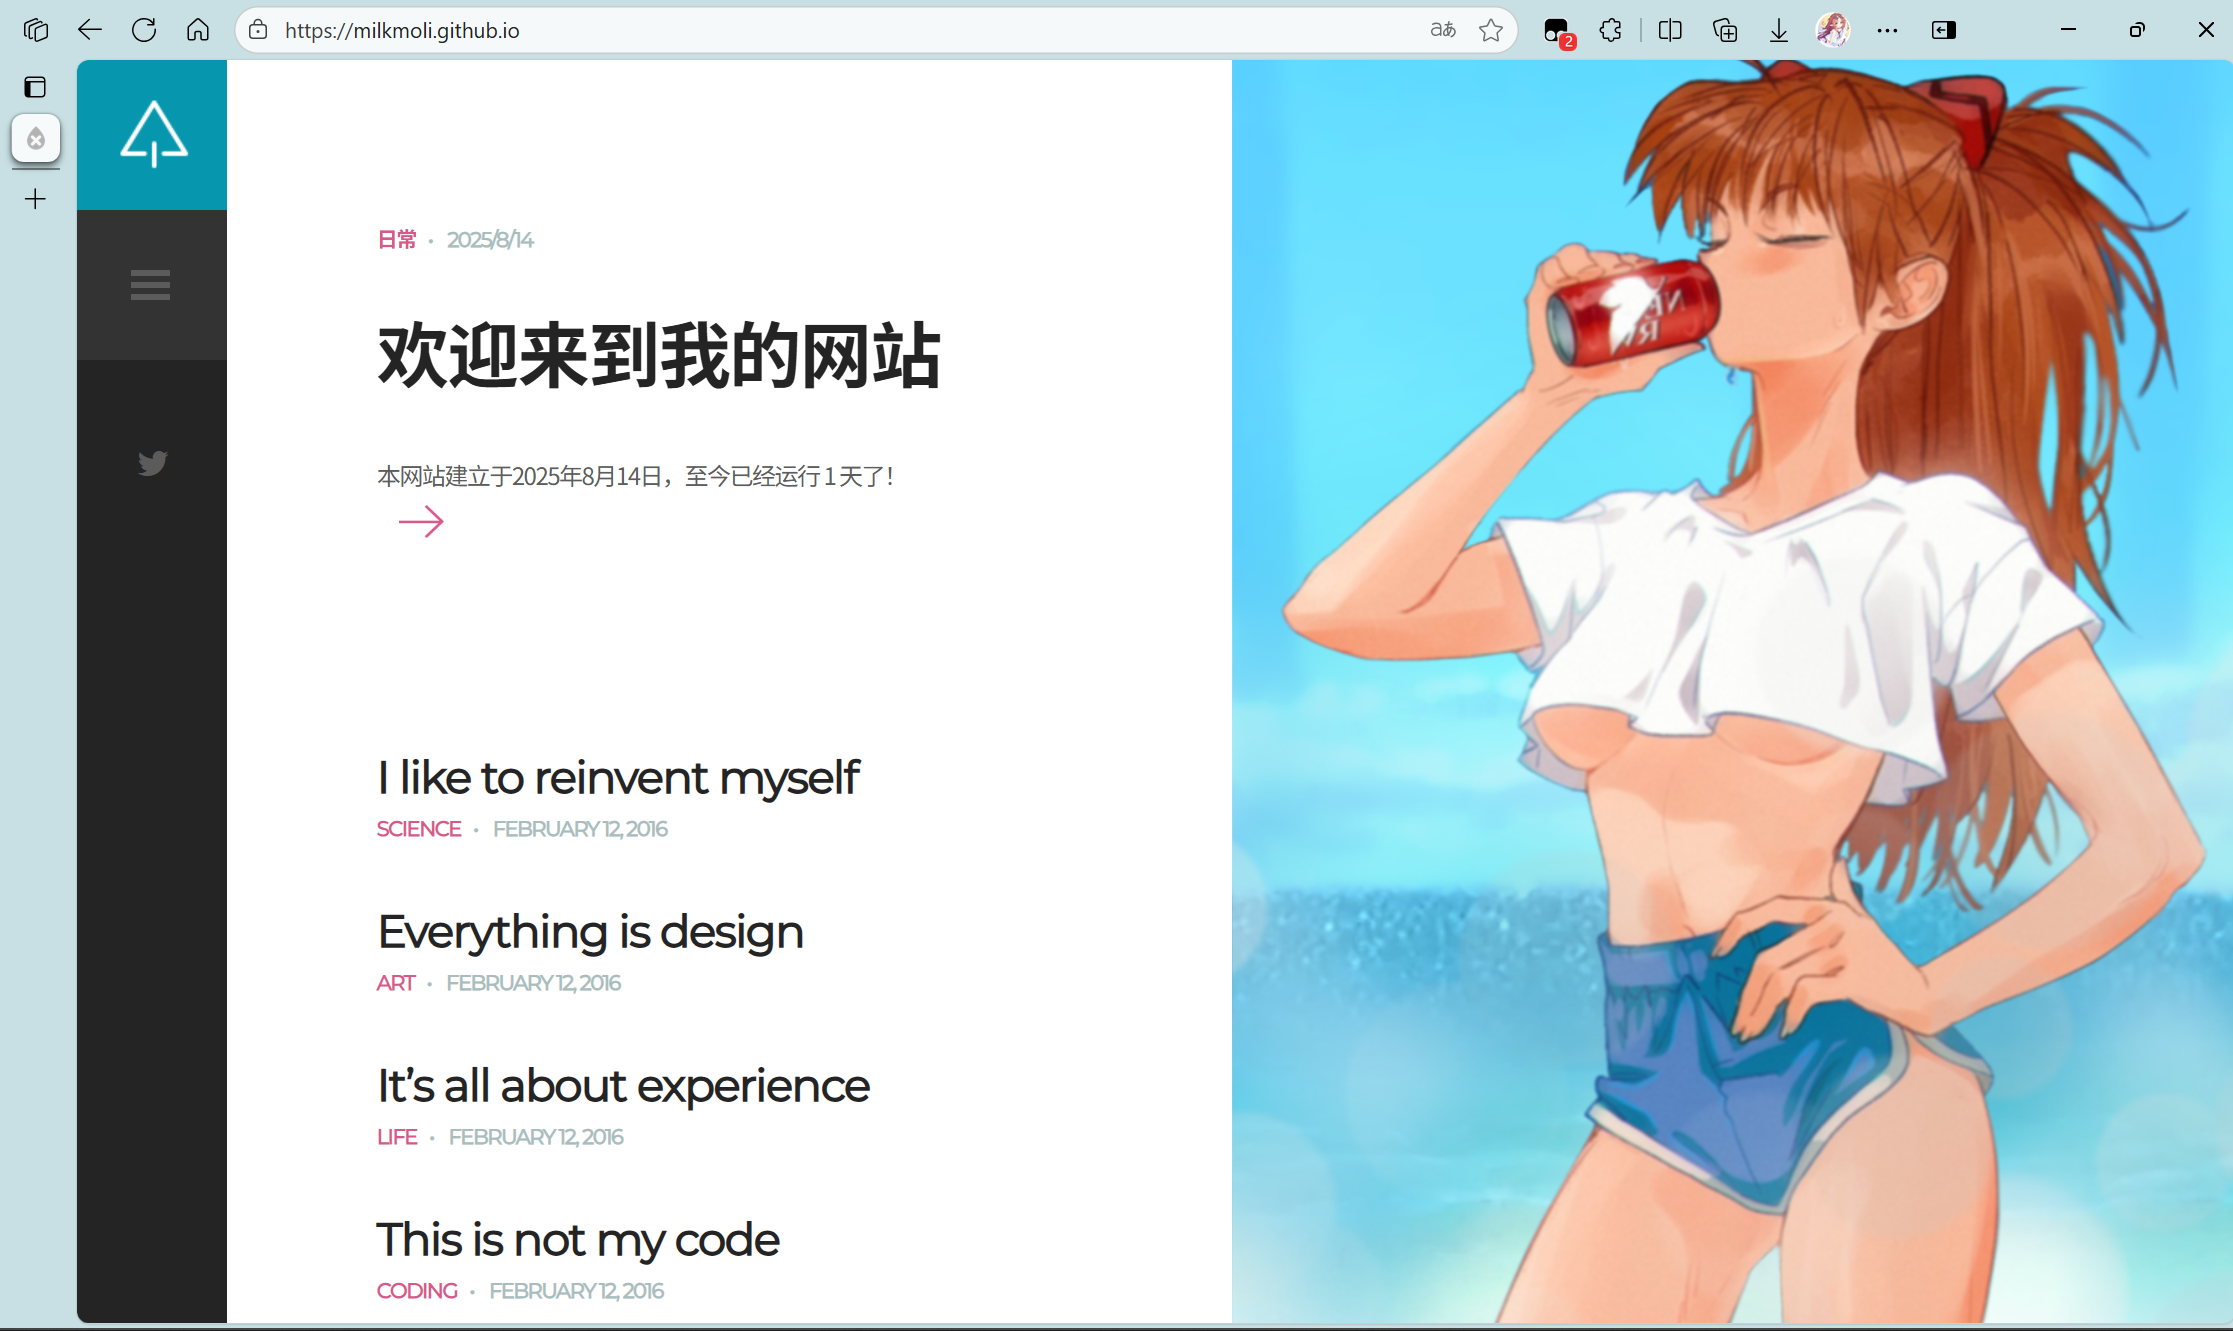 https://milkmoli.github.io
aあ
2
日常 • 2025/8/14
欢迎来到我的网站
本网站建立于2025年8月14日，至今已经运行 1 天了！
I like to reinvent myself
SCIENCE • FEBRUARY 12, 2016
Everything is design
ART • FEBRUARY 12, 2016
It’s all about experience
LIFE • FEBRUARY 12, 2016
This is not my code
CODING • FEBRUARY 12, 2016